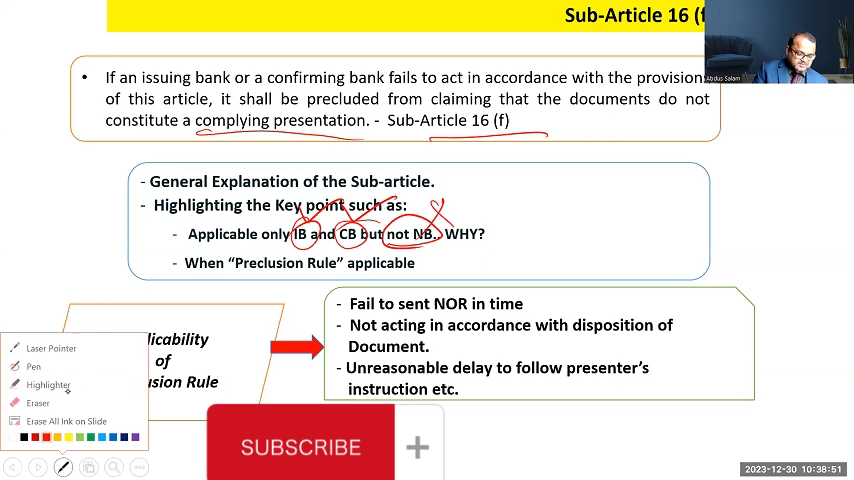 Sub-Article 16 (f
Abdus Salam
• If an issuing bank or a confirming bank fails to act in accordance with the provision
of this article, it shall be precluded from claiming that the documents do not
constitute a complying presentation. - Sub-Article 16 (f)
- General Explanation of the Sub-article.
- Highlighting the Key point such as:
- Applicable only IB and CB but not NB.. WHY?
- When “Preclusion Rule” applicable
- Fail to sent NOR in time
- Not acting in accordance with disposition of
Document.
- Unreasonable delay to follow presenter’s
instruction etc.
licability
of
usion Rule
Laser Pointer
Pen
Highlighter
Eraser
Erase All Ink on Slide
SUBSCRIBE
2023-12-30 10:38:51